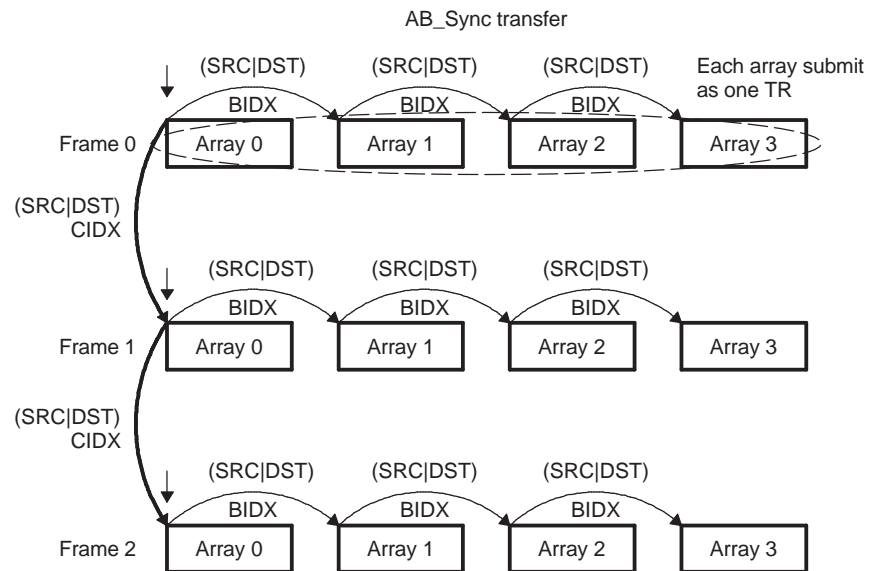 AB_Sync transfer
(SRC|DST) (SRC|DST) (SRC|DST) Each array submit
as one TR
BIDX BIDX BIDX
Frame 0 Array 0 Array 1 Array 2 Array 3
(SRC|DST)
CIDX
(SRC|DST) (SRC|DST) (SRC|DST)
BIDX BIDX BIDX
Frame 1 Array 0 Array 1 Array 2 Array 3
(SRC|DST)
CIDX
(SRC|DST) (SRC|DST) (SRC|DST)
BIDX BIDX BIDX
Frame 2 Array 0 Array 1 Array 2 Array 3